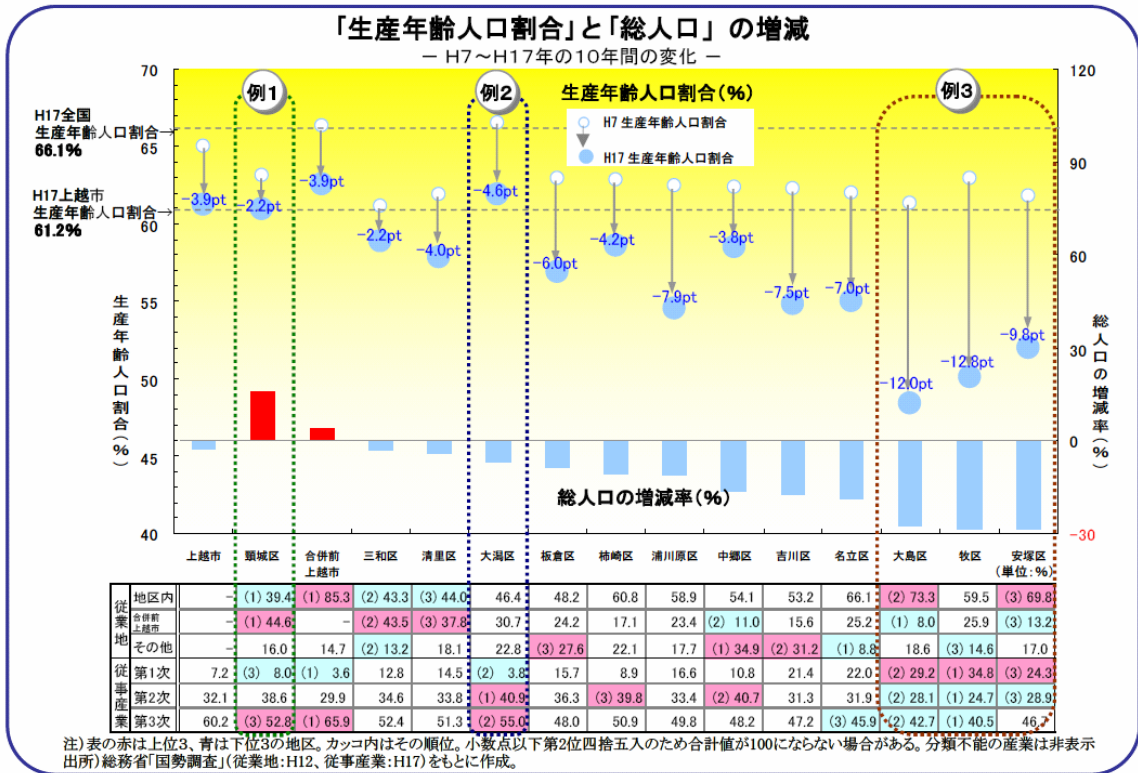 「生産年齢人口割合」と「総人口」の増減
－ H7～H17年の10年間の変化 －
70
120
例1
例2
生産年齢人口割合(%)
例3
H7 生産年齢人口割合
H17 生産年齢人口割合
H17全国
生産年齢人口割合→
66.1%
65
90
H17上越市
生産年齢人口割合→
61.2%
60
60
-3.9pt
-2.2pt
-3.9pt
-2.2pt
-4.0pt
-4.6pt
-6.0pt
-4.2pt
-7.9pt
-3.8pt
-7.5pt
-7.0pt
-12.0pt
-12.8pt
-9.8pt
55
50
30
45
0
40
-30
生産年齢人口割合(%)
総人口の増減率(%)
総人口の増減率(%)
上越市 頸城区 合併前上越市 三和区 清里区 大潟区 板倉区 柿崎区 浦川原区 中郷区 吉川区 名立区 大島区 牧区 安塚区
(単位:%)
従業地
地区内 - (1) 39.4 (1) 85.3 (2) 43.3 (3) 44.0 46.4 48.2 60.8 58.9 54.1 53.2 66.1 (2) 73.3 59.5 (3) 69.8
合併前上越市 - (1) 44.6 - (2) 43.5 (3) 37.8 30.7 24.2 17.1 23.4 (2) 11.0 15.6 25.2 (1) 8.0 25.9 (3) 13.2
その他 - 16.0 14.7 (2) 13.2 18.1 22.8 (3) 27.6 22.1 17.7 (1) 34.9 (2) 31.2 (1) 8.8 18.6 (3) 14.6 17.0
従事産業
第1次 7.2 (3) 8.0 (1) 3.6 12.8 14.5 (2) 3.8 15.7 8.9 16.6 10.8 21.4 22.0 (2) 29.2 (1) 34.8 (3) 24.3
第2次 32.1 38.6 29.9 34.6 33.8 (1) 40.9 36.3 (3) 39.8 33.4 (2) 40.7 31.3 31.9 (2) 28.1 (1) 24.7 (3) 28.9
第3次 60.2 (3) 52.8 (1) 65.9 52.4 51.3 (2) 55.0 48.0 50.9 49.8 48.2 47.2 (3) 45.9 (2) 42.7 (1) 40.5
注)表の赤は上位3、青は下位3の地区。カッコ内はその順位。小数点以下第2位四捨五入のため合計値が100にならない場合がある。分類不能の産業は非表示
出所)総務省「国勢調査」(従業地:H12、従事産業:H17)をもとに作成。